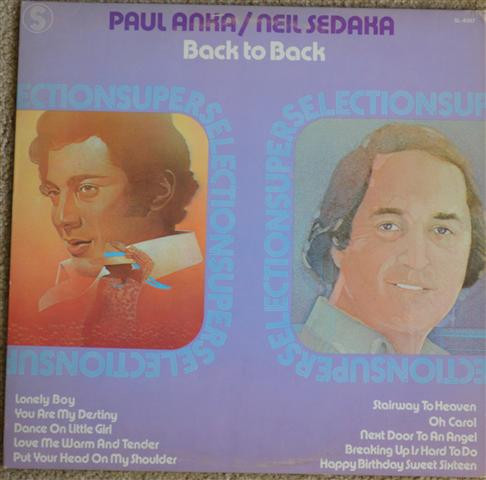 S
PAUL ANKA/NEIL SEDAKA
Back to Back
ECTIONSUPERSELECTIONSUPERSELECTIONSUPE
ELECTIONSUPERSELECTIONSUPERSELECTIONSUPER
Lonely Boy
You Are My Destiny
Dance On Little Girl
Love Me Warm And Tender
Put Your Head On My Shoulder
Stairway To Heaven
Oh Carol
Next Door To An Angel
Breaking Up Is Hard To Do
Happy Birthday Sweet Sixteen